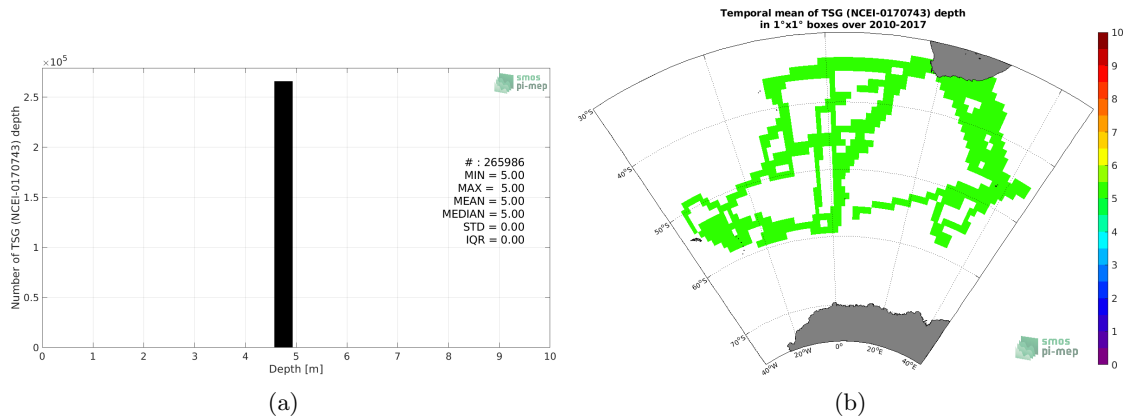 ×10⁵
smos
pi-mep
2.5
2
1.5
1
0.5
0
Number of TSG (NCEI-0170743) depth
# : 265986
MIN = 5.00
MAX = 5.00
MEAN = 5.00
MEDIAN = 5.00
STD = 0.00
IQR = 0.00
0 1 2 3 4 5 6 7 8 9 10
Depth [m]
(a)
Temporal mean of TSG (NCEI-0170743) depth
in 1°x1° boxes over 2010-2017
30°S
40°S
50°S
60°S
70°S
40°W
20°W
0°
20°E
40°E
10
9
8
7
6
5
4
3
2
1
0
smos
pi-mep
(b)